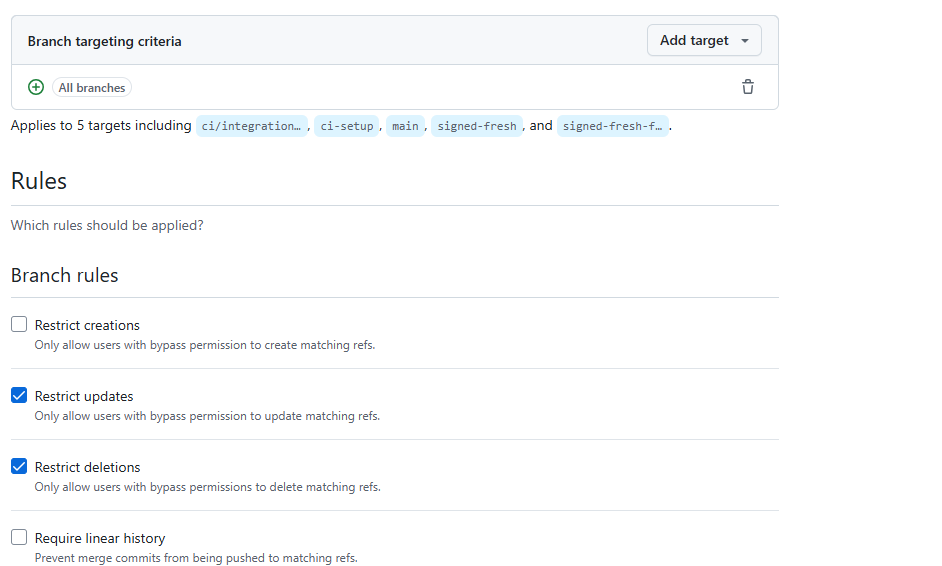 Branch targeting criteria
Add target
All branches
Applies to 5 targets including ci/integration… , ci-setup , main , signed-fresh , and signed-fresh-f… .
Rules
Which rules should be applied?
Branch rules
Restrict creations
Only allow users with bypass permission to create matching refs.
Restrict updates
Only allow users with bypass permission to update matching refs.
Restrict deletions
Only allow users with bypass permissions to delete matching refs.
Require linear history
Prevent merge commits from being pushed to matching refs.